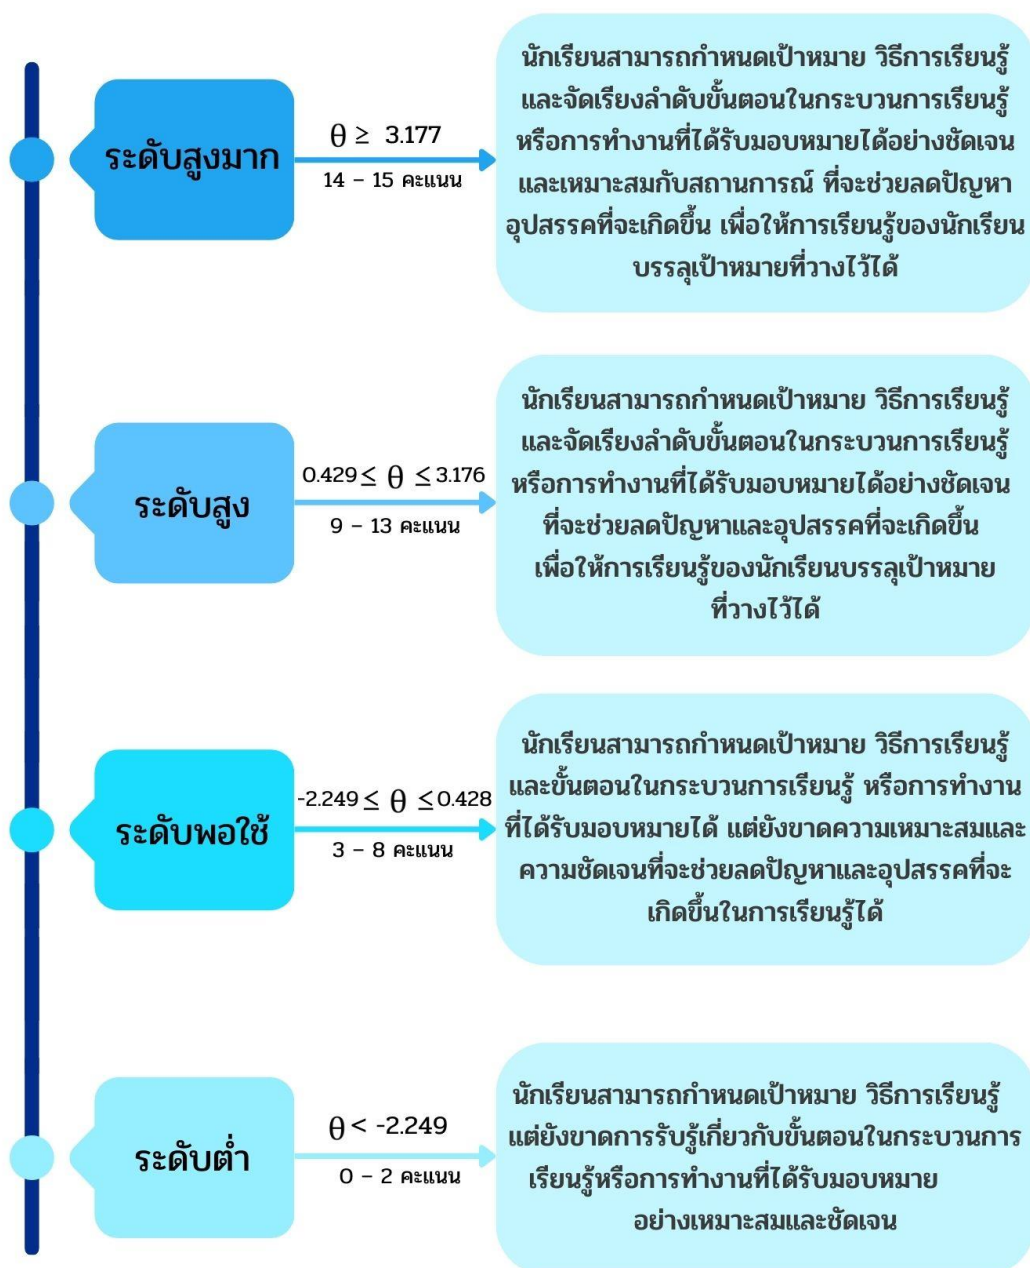 ระดับสูงมาก
θ ≥ 3.177
14 – 15 คะแนน
นักเรียนสามารถกำหนดเป้าหมาย วิธีการเรียนรู้
และจัดเรียงลำดับขั้นตอนในกระบวนการเรียนรู้
หรือการทำงานที่ได้รับมอบหมายได้อย่างชัดเจน
และเหมาะสมกับสถานการณ์ ที่จะช่วยลดปัญหา
อุปสรรคที่จะเกิดขึ้น เพื่อให้การเรียนรู้ของนักเรียน
บรรลุเป้าหมายที่วางไว้ได้
ระดับสูง
0.429 ≤ θ ≤ 3.176
9 – 13 คะแนน
นักเรียนสามารถกำหนดเป้าหมาย วิธีการเรียนรู้
และจัดเรียงลำดับขั้นตอนในกระบวนการเรียนรู้
หรือการทำงานที่ได้รับมอบหมายได้อย่างชัดเจน
ที่จะช่วยลดปัญหาและอุปสรรคที่จะเกิดขึ้น
เพื่อให้การเรียนรู้ของนักเรียนบรรลุเป้าหมาย
ที่วางไว้ได้
ระดับพอใช้
-2.249 ≤ θ ≤ 0.428
3 – 8 คะแนน
นักเรียนสามารถกำหนดเป้าหมาย วิธีการเรียนรู้
และขั้นตอนในกระบวนการเรียนรู้ หรือการทำงาน
ที่ได้รับมอบหมายได้ แต่ยังขาดความเหมาะสมและ
ความชัดเจนที่จะช่วยลดปัญหาและอุปสรรคที่จะ
เกิดขึ้นในการเรียนรู้ได้
ระดับต่ำ
θ < -2.249
0 – 2 คะแนน
นักเรียนสามารถกำหนดเป้าหมาย วิธีการเรียนรู้
แต่ยังขาดการรับรู้เกี่ยวกับขั้นตอนในกระบวนการ
เรียนรู้หรือการทำงานที่ได้รับมอบหมาย
อย่างเหมาะสมและชัดเจน